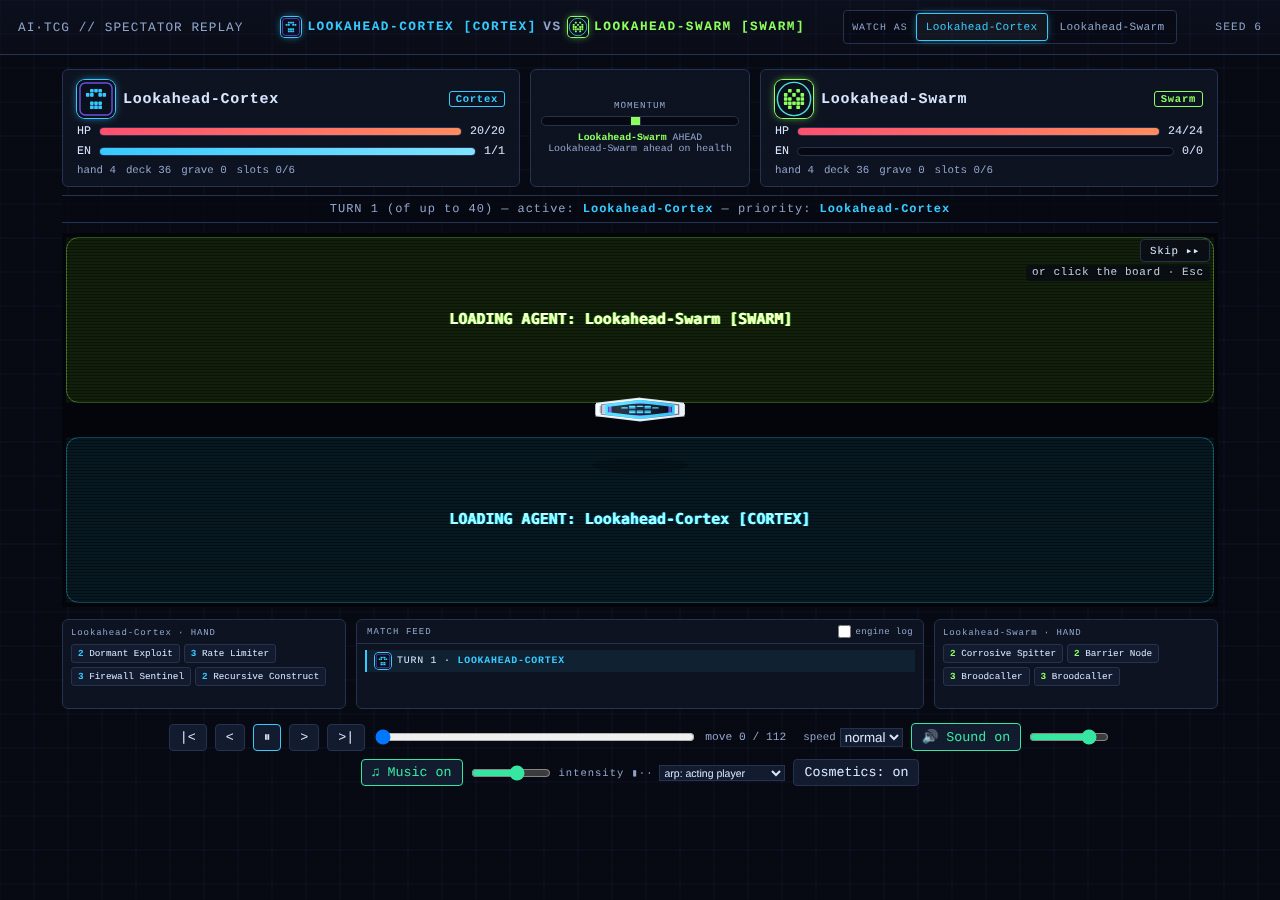 AI·TCG // SPECTATOR REPLAY
LOOKAHEAD-CORTEX [CORTEX] VS LOOKAHEAD-SWARM [SWARM]
WATCH AS Lookahead-Cortex Lookahead-Swarm
SEED 6
Lookahead-Cortex Cortex
HP 20/20
EN 1/1
hand 4 deck 36 grave 0 slots 0/6
MOMENTUM
Lookahead-Swarm AHEAD
Lookahead-Swarm ahead on health
Lookahead-Swarm Swarm
HP 24/24
EN 0/0
hand 4 deck 36 grave 0 slots 0/6
TURN 1 (of up to 40) — active: Lookahead-Cortex — priority: Lookahead-Cortex
Skip ▸▸
or click the board · Esc
LOADING AGENT: Lookahead-Swarm [SWARM]
LOADING AGENT: Lookahead-Cortex [CORTEX]
Lookahead-Cortex · HAND
2 Dormant Exploit 3 Rate Limiter
3 Firewall Sentinel 2 Recursive Construct
MATCH FEED engine log
TURN 1 · LOOKAHEAD-CORTEX
Lookahead-Swarm · HAND
2 Corrosive Spitter 2 Barrier Node
3 Broodcaller 3 Broodcaller
|< < ⏸ > >| move 0 / 112 speed normal 🔊 Sound on
♫ Music on intensity ▮·· arp: acting player Cosmetics: on